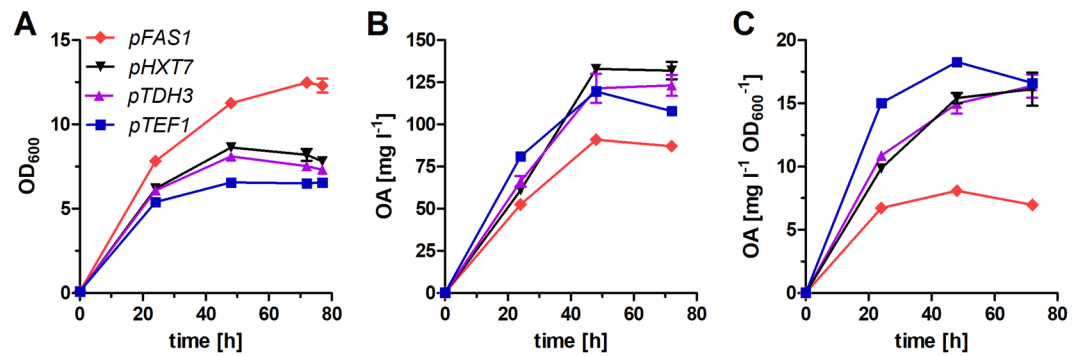 A
OD600
15
10
5
0
pFAS1
pHXT7
pTDH3
pTEF1
0 20 40 60 80
time [h]
B
OA [mg l-1]
150
125
100
75
50
25
0
0 20 40 60 80
time [h]
C
OA [mg l-1 OD600-1]
20
15
10
5
0
0 20 40 60 80
time [h]